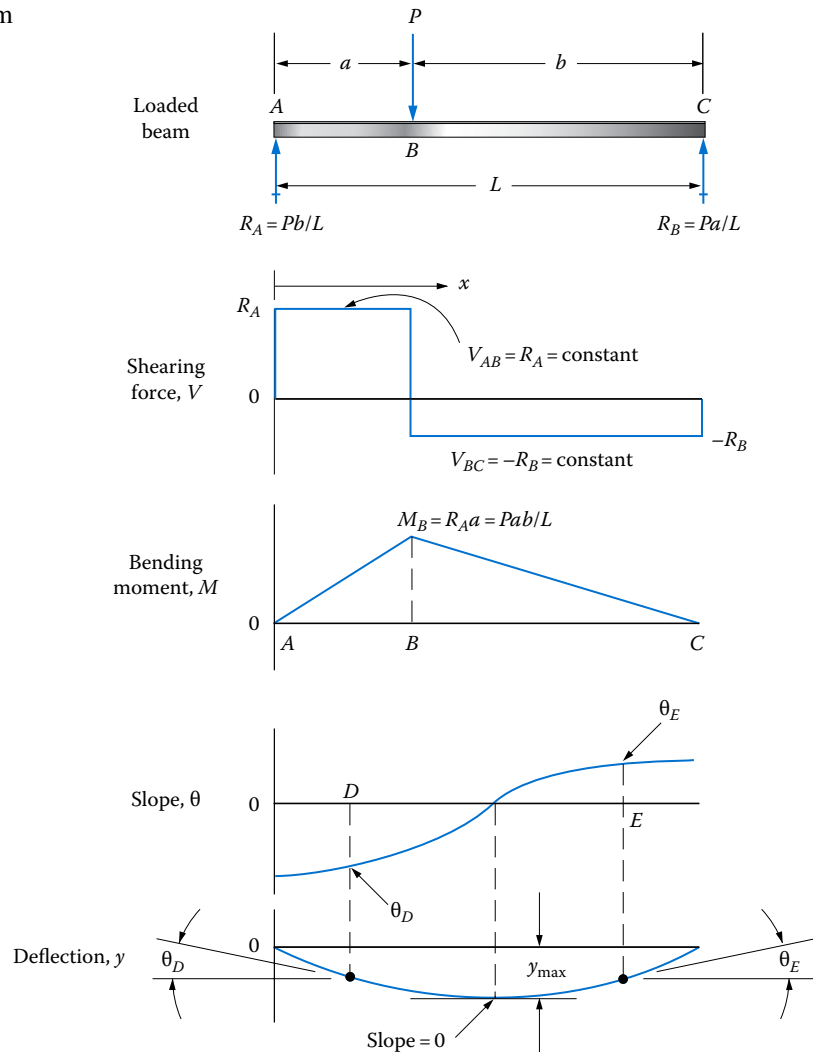 m
P
a
b
A
C
Loaded
beam
B
L
R_A = Pb/L
R_B = Pa/L
x
R_A
V_AB = R_A = constant
Shearing
force, V
0
–R_B
V_BC = –R_B = constant
M_B = R_A a = Pab/L
Bending
moment, M
0
A
B
C
θ_E
D
Slope, θ
0
E
θ_D
0
Deflection, y
θ_D
y_max
θ_E
Slope = 0